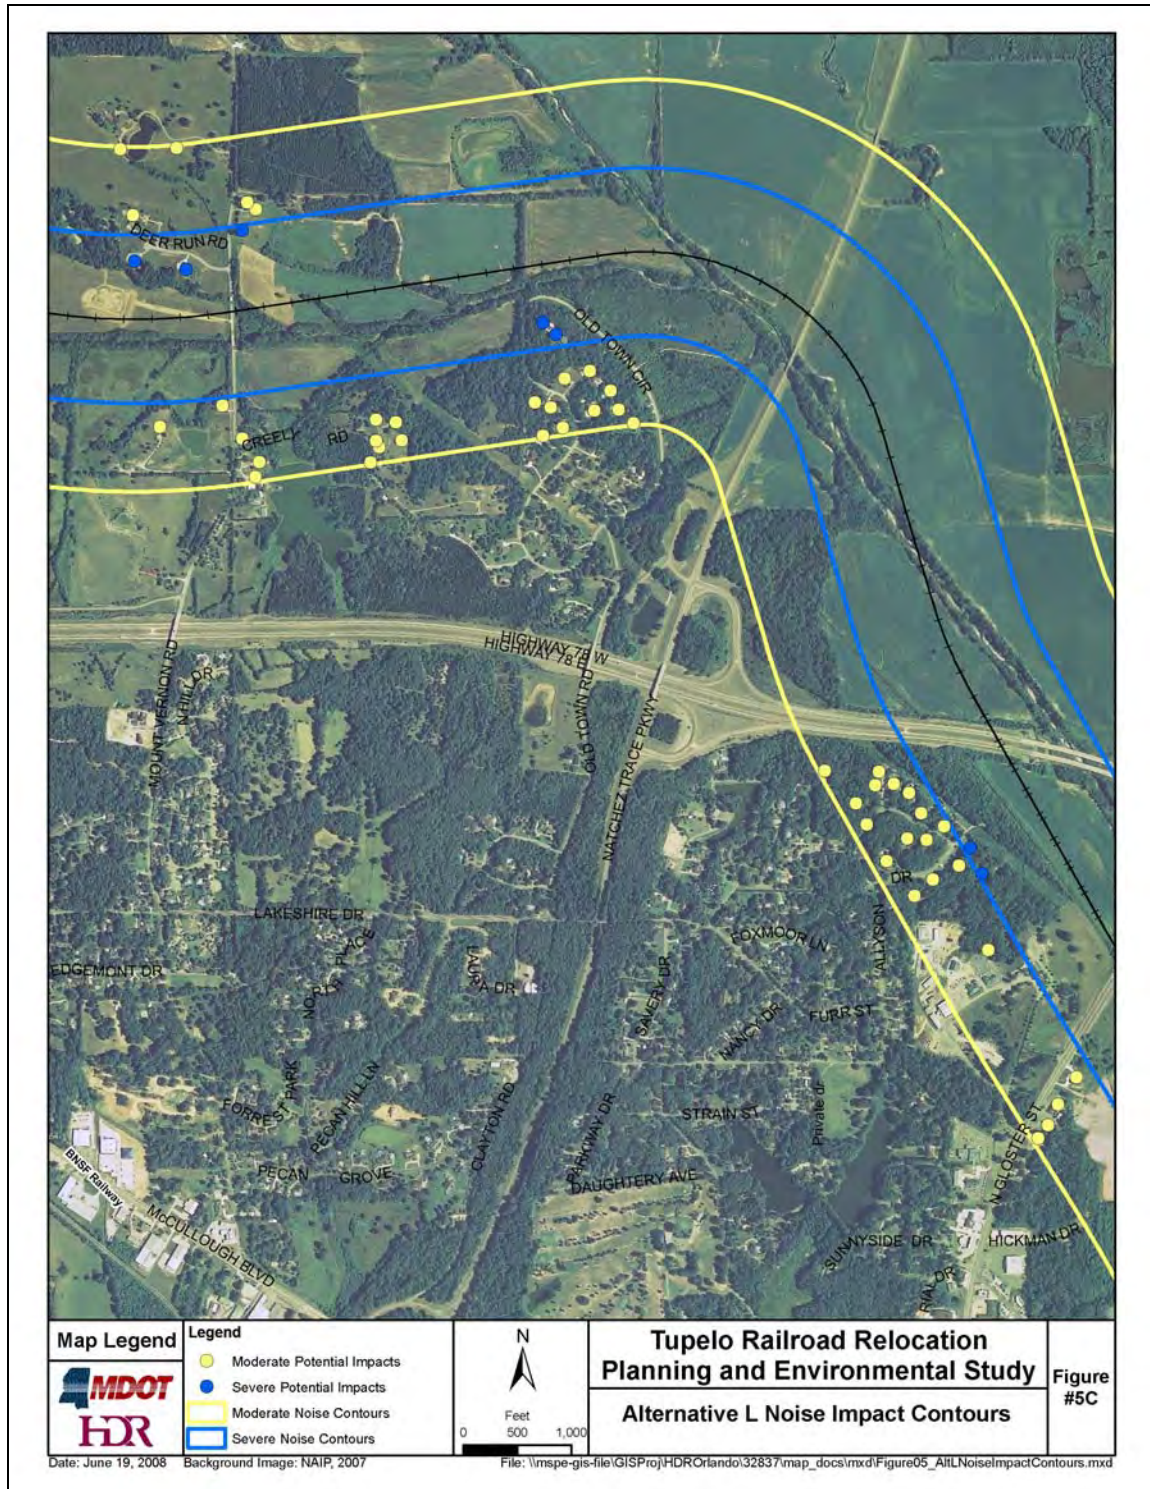 DEER RUN RD
OLD TOWN CIR
CREELY RD
HIGHWAY 78 W
HIGHWAY 78 E
MOUNT VERNON RD
N HILL DR
OLD TOWN RD
NATCHEZ TRACE PKWY
DR
ALLYSON
LAKESHIRE DR
FOXMOOR LN
EDGEMONT DR
NORTH PLACE
LAURA DR
SAVERY DR
NANCY DR
FURR ST
FORREST PARK
PECAN HILL LN
CLAYTON RD
PARKWAY DR
STRAIN ST
Private dr
N GLOSTER ST
PECAN GROVE
DAUGHTERY AVE
BNSF Railway
McCULLOUGH BLVD
SUNNYSIDE DR
HICKMAN DR
RIAL DR
Map Legend
MDOT
HDR
Legend
Moderate Potential Impacts
Severe Potential Impacts
Moderate Noise Contours
Severe Noise Contours
N
Feet
0 500 1,000
Tupelo Railroad Relocation
Planning and Environmental Study
Alternative L Noise Impact Contours
Figure
#5C
Date: June 19, 2008 Background Image: NAIP, 2007 File: \\mspe-gis-file\GISProj\HDROrlando\32837\map_docs\mxd\Figure05_AltLNoiseImpactContours.mxd